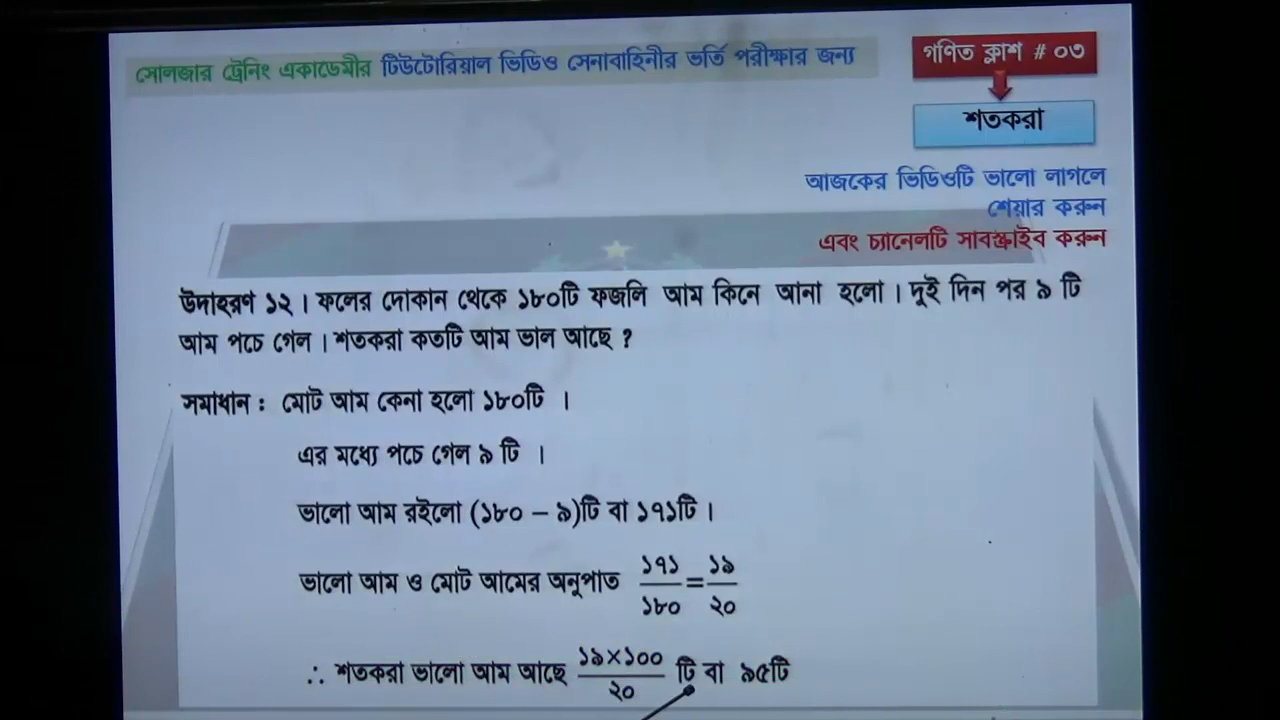 সোলজার ট্রেনিং একাডেমীর টিউটোরিয়াল ভিডিও সেনাবাহিনীর ভর্তি পরীক্ষার জন্য
গণিত ক্লাশ # ০৩
শতকরা
আজকের ভিডিওটি ভালো লাগলে
শেয়ার করুন
এবং চ্যানেলটি সাবস্ক্রাইব করুন
উদাহরণ ১২। ফলের দোকান থেকে ১৮০টি ফজলি আম কিনে আনা হলো। দুই দিন পর ৯ টি
আম পচে গেল। শতকরা কতটি আম ভাল আছে ?
সমাধান : মোট আম কেনা হলো ১৮০টি ।
এর মধ্যে পচে গেল ৯ টি ।
ভালো আম রইলো (১৮০ – ৯)টি বা ১৭১টি।
ভালো আম ও মোট আমের অনুপাত ১৭১/১৮০ = ১৯/২০
∴ শতকরা ভালো আম আছে ১৯×১০০/২০ টি বা ৯৫টি